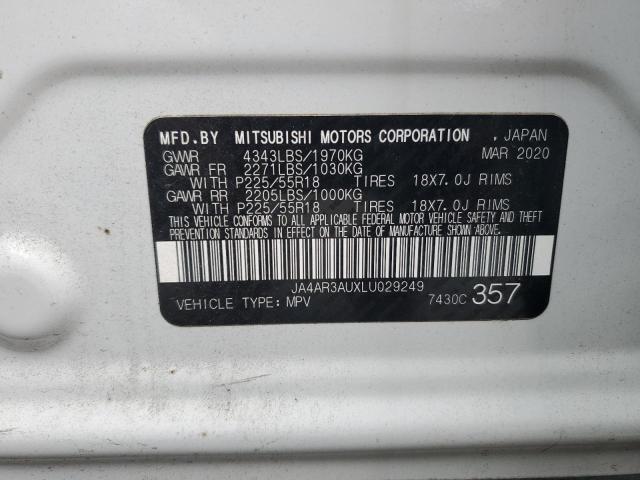 MFD.BY MITSUBISHI MOTORS CORPORATION , JAPAN
GVWR 4343LBS/1970KG MAR 2020
GAWR FR 2271LBS/1030KG
WITH P225/55R18 TIRES 18X7.0J RIMS
GAWR RR 2205LBS/1000KG
WITH P225/55R18 TIRES 18X7.0J RIMS
THIS VEHICLE CONFORMS TO ALL APPLICABLE FEDERAL MOTOR VEHICLE SAFETY AND THEFT
PREVENTION STANDARDS IN EFFECT ON THE DATE OF MANUFACTURE SHOWN ABOVE.
JA4AR3AUXLU029249
VEHICLE TYPE:MPV 7430C 357